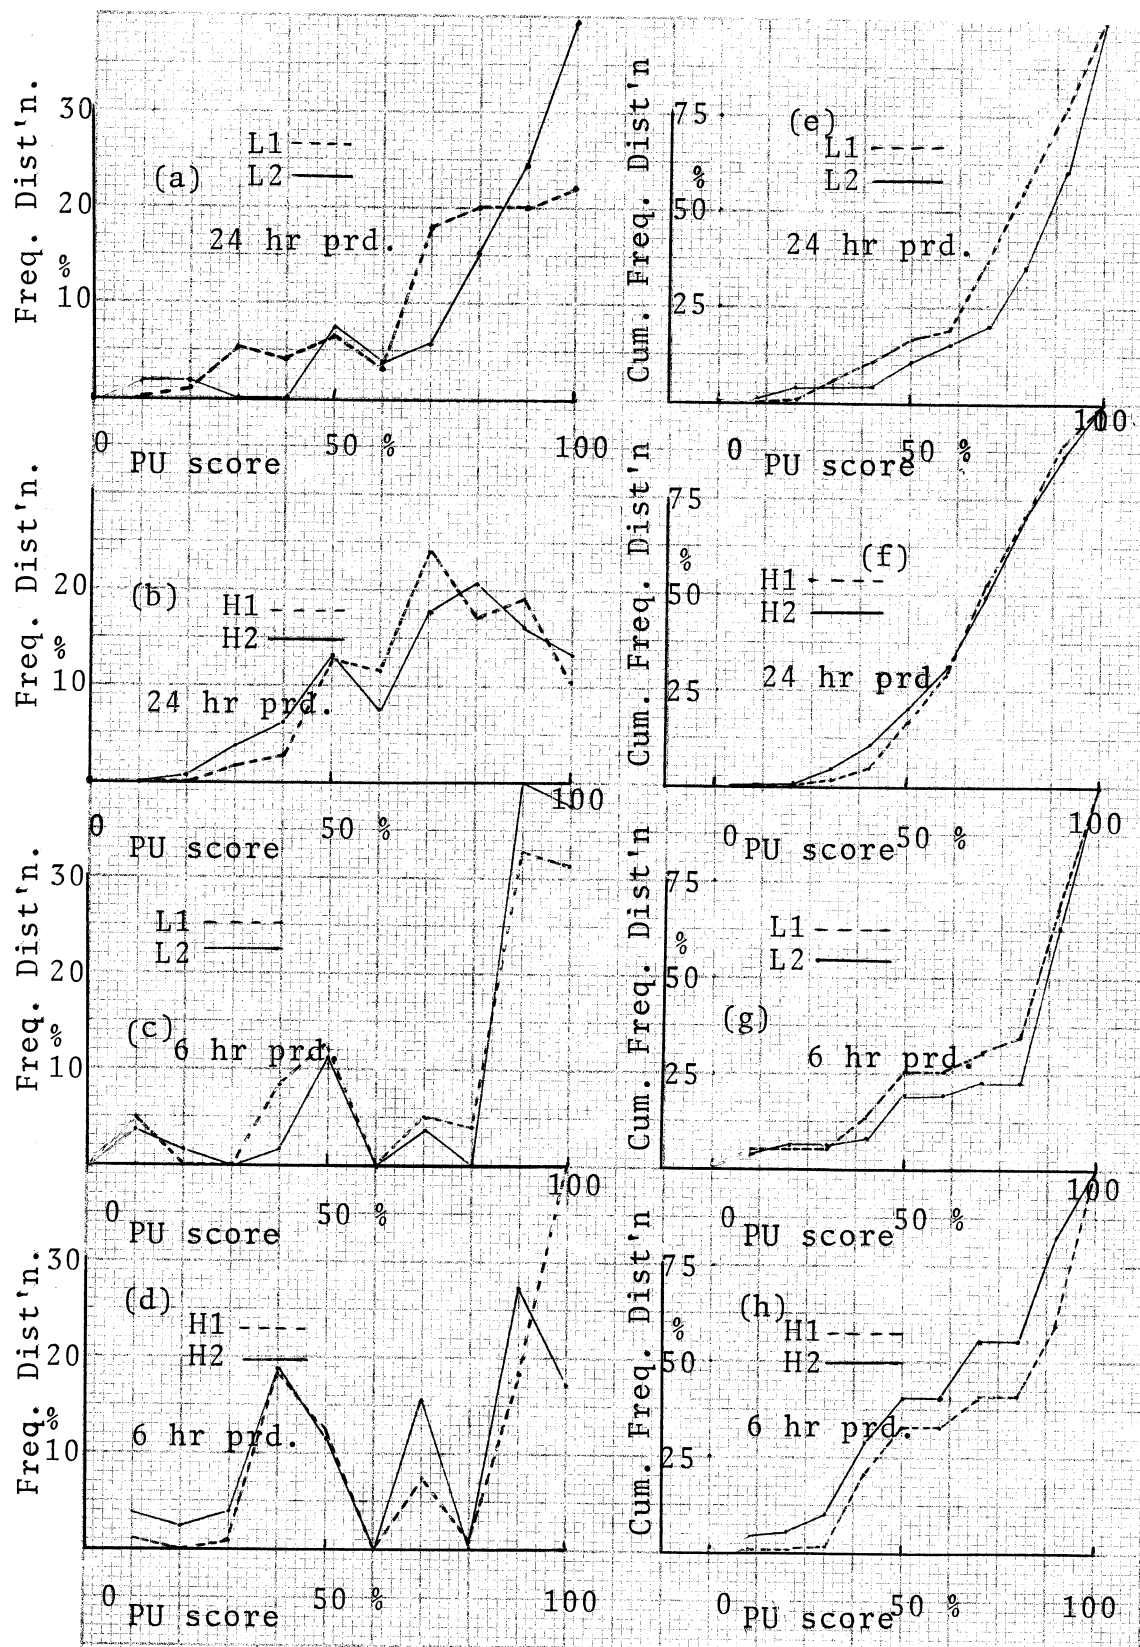 Freq. Dist'n.
%
30
20
10
(a)
L1
L2
24 hr prd.
0
50 %
100
PU score
Cum. Freq. Dist'n
%
75
50
25
(e)
L1
L2
24 hr prd.
0
50 %
100
PU score
Freq. Dist'n.
%
20
10
(b)
H1
H2
24 hr prd.
0
50 %
100
PU score
Cum. Freq. Dist'n
%
75
50
25
(f)
H1
H2
24 hr prd.
0
50 %
100
PU score
Freq. Dist'n.
%
30
20
10
L1
L2
(c)
6 hr prd.
0
50 %
100
PU score
Cum. Freq. Dist'n
%
75
50
25
L1
L2
(g)
6 hr prd.
0
50 %
100
PU score
Freq. Dist'n.
%
30
20
10
(d)
H1
H2
6 hr prd.
0
50 %
100
PU score
Cum. Freq. Dist'n
%
75
50
25
(h)
H1
H2
6 hr prd.
0
50 %
100
PU score